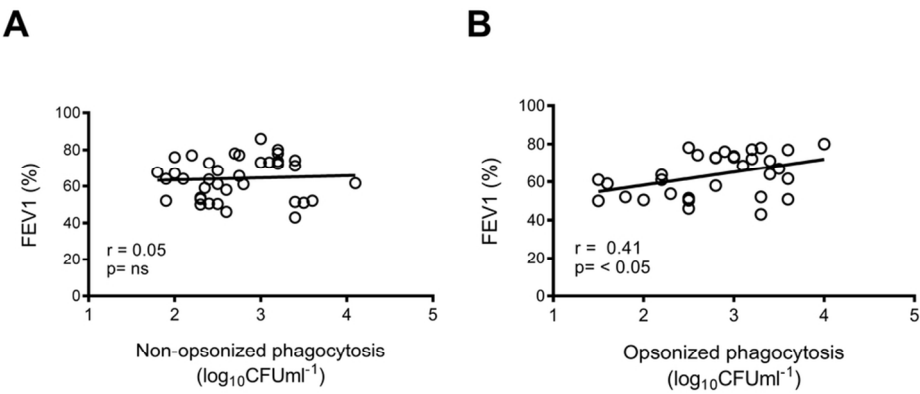 A
B
100
80
60
40
20
0
FEV1 (%)
r = 0.05
p= ns
1 2 3 4 5
Non-opsonized phagocytosis
(log₁₀CFUml⁻¹)
100
80
60
40
20
0
FEV1 (%)
r = 0.41
p= < 0.05
1 2 3 4 5
Opsonized phagocytosis
(log₁₀CFUml⁻¹)